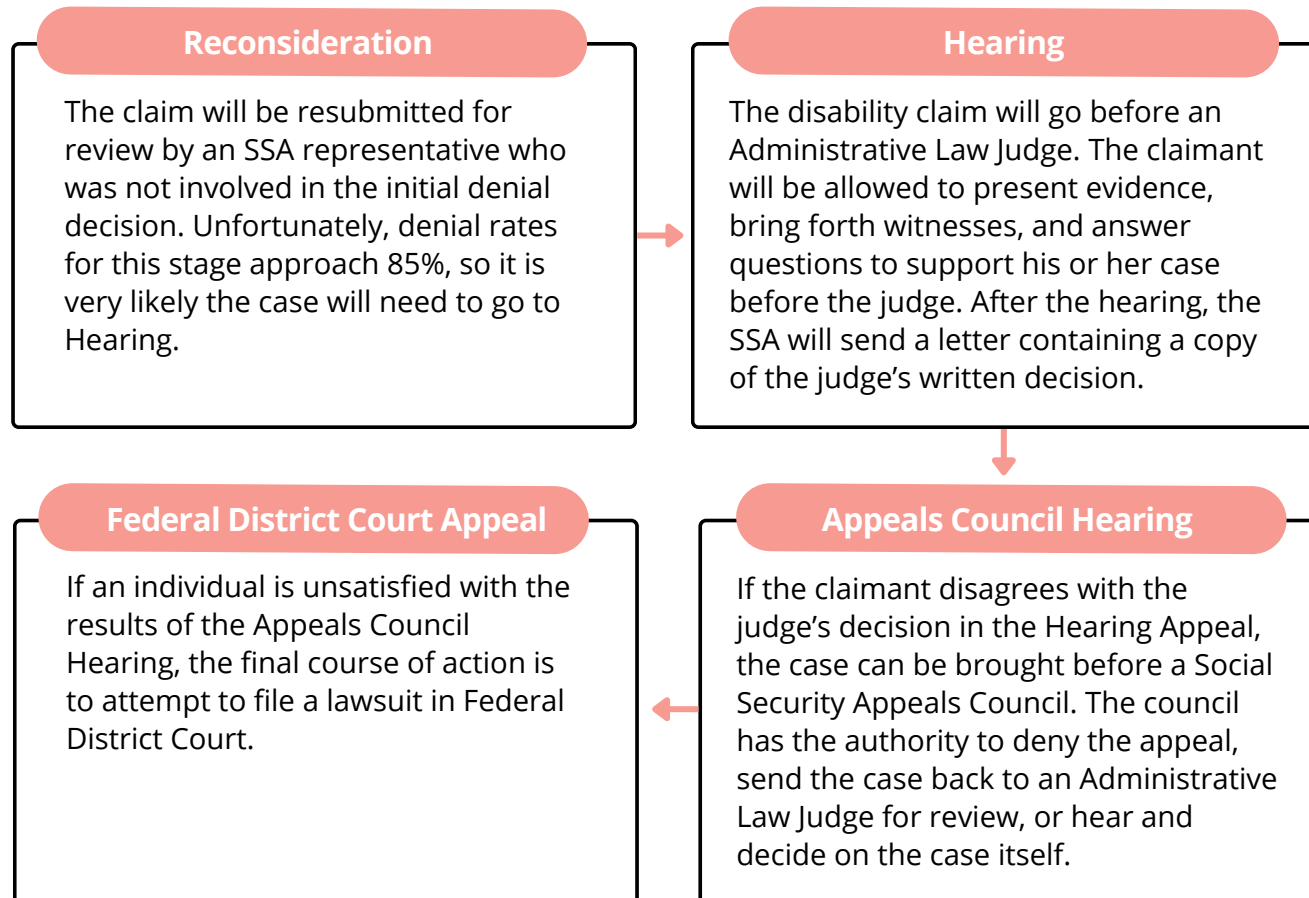 Reconsideration
The claim will be resubmitted for
review by an SSA representative who
was not involved in the initial denial
decision. Unfortunately, denial rates
for this stage approach 85%, so it is
very likely the case will need to go to
Hearing.
Hearing
The disability claim will go before an
Administrative Law Judge. The claimant
will be allowed to present evidence,
bring forth witnesses, and answer
questions to support his or her case
before the judge. After the hearing, the
SSA will send a letter containing a copy
of the judge’s written decision.
Appeals Council Hearing
If the claimant disagrees with the
judge’s decision in the Hearing Appeal,
the case can be brought before a Social
Security Appeals Council. The council
has the authority to deny the appeal,
send the case back to an Administrative
Law Judge for review, or hear and
decide on the case itself.
Federal District Court Appeal
If an individual is unsatisfied with the
results of the Appeals Council
Hearing, the final course of action is
to attempt to file a lawsuit in Federal
District Court.